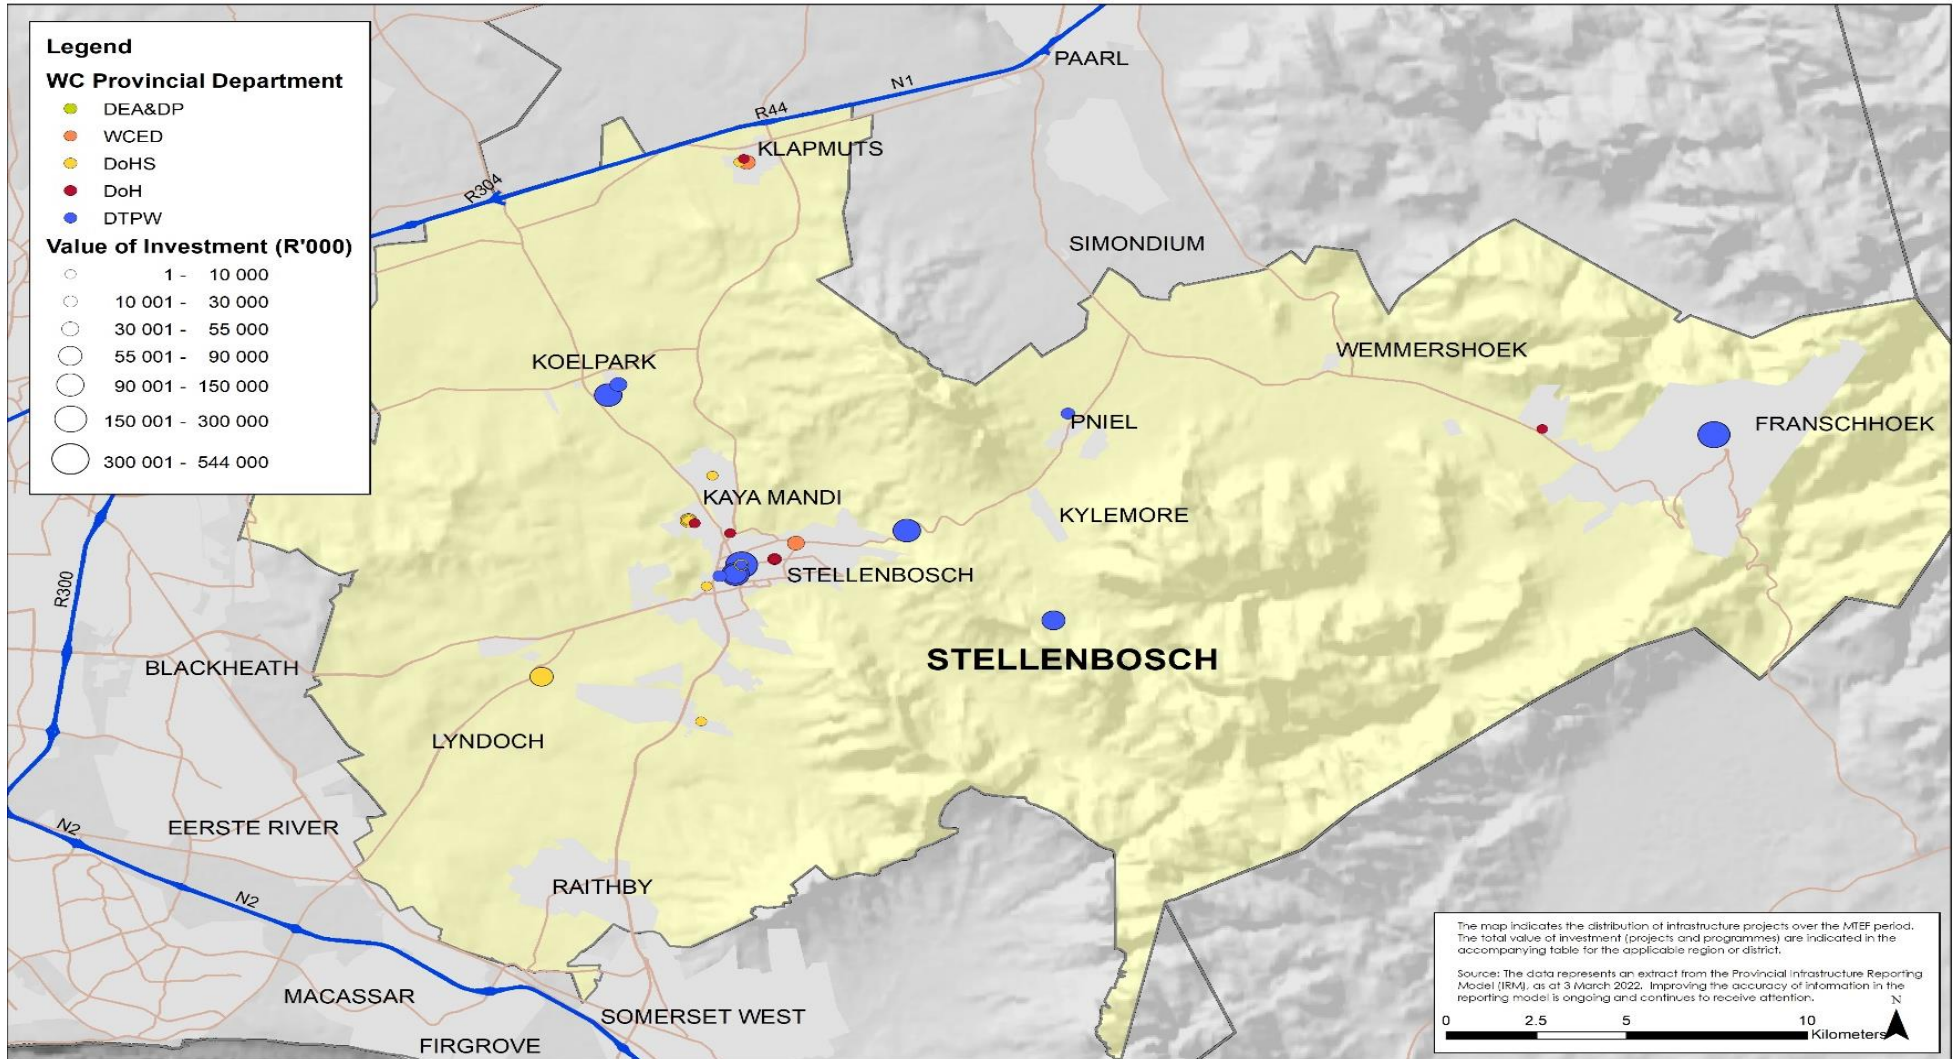 Legend
WC Provincial Department
DEA&DP
WCED
DoHS
DoH
DTPW
Value of Investment (R'000)
1 - 10 000
10 001 - 30 000
30 001 - 55 000
55 001 - 90 000
90 001 - 150 000
150 001 - 300 000
300 001 - 544 000
PAARL
N1
R44
KLAPMUTS
R304
SIMONDIUM
WEMMERSHOEK
KOELPARK
PNIEL
FRANSCHHOEK
KAYA MANDI
KYLEMORE
STELLENBOSCH
R300
STELLENBOSCH
BLACKHEATH
LYNDOCH
EERSTE RIVER
N2
N2
RAITHBY
MACASSAR
SOMERSET WEST
FIRGROVE
The map indicates the distribution of infrastructure projects over the MTEF period.
The total value of investment (projects and programmes) are indicated in the
accompanying table for the applicable region or district.
Source: The data represents an extract from the Provincial Infrastructure Reporting
Model (IRM), as at 3 March 2022. Improving the accuracy of information in the
reporting model is ongoing and continues to receive attention.
N
0 2.5 5 10
Kilometers